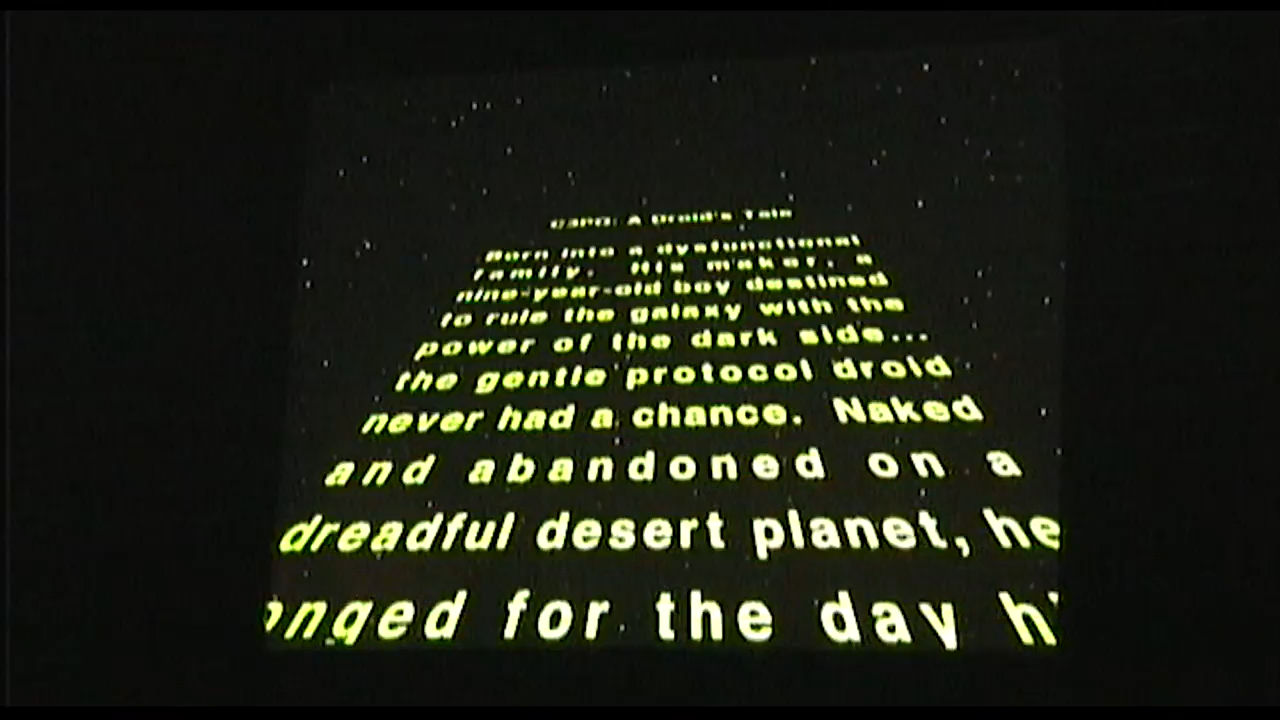 C3PO: A Droid's Tale
Born into a dysfunctional
family. His maker, a
nine-year-old boy destined
to rule the galaxy with the
power of the dark side...
the gentle protocol droid
never had a chance. Naked
and abandoned on a
dreadful desert planet, he
onged for the day h